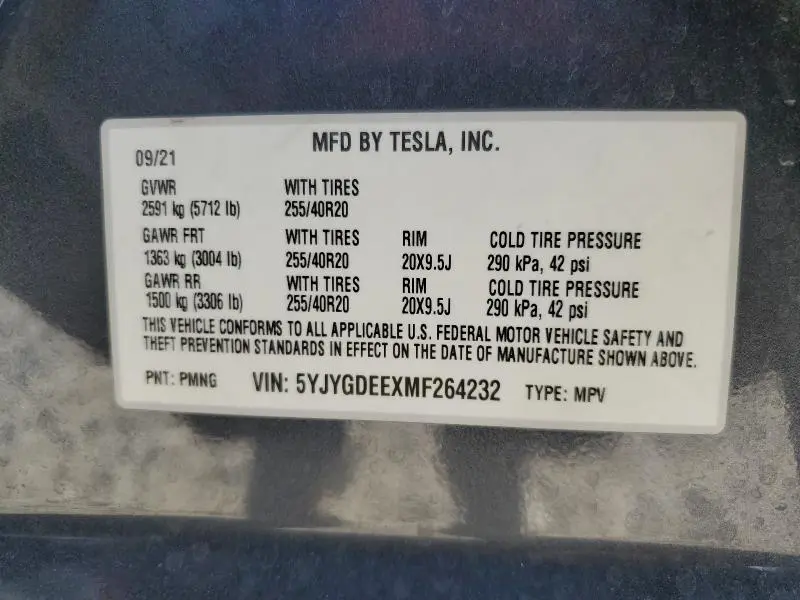 MFD BY TESLA, INC.
09/21
GVWR WITH TIRES
2591 kg (5712 lb) 255/40R20
GAWR FRT WITH TIRES RIM COLD TIRE PRESSURE
1363 kg (3004 lb) 255/40R20 20X9.5J 290 kPa, 42 psi
GAWR RR WITH TIRES RIM COLD TIRE PRESSURE
1500 kg (3306 lb) 255/40R20 20X9.5J 290 kPa, 42 psi
THIS VEHICLE CONFORMS TO ALL APPLICABLE U.S. FEDERAL MOTOR VEHICLE SAFETY AND
THEFT PREVENTION STANDARDS IN EFFECT ON THE DATE OF MANUFACTURE SHOWN ABOVE.
PNT: PMNG VIN: 5YJYGDEEXMF264232 TYPE: MPV